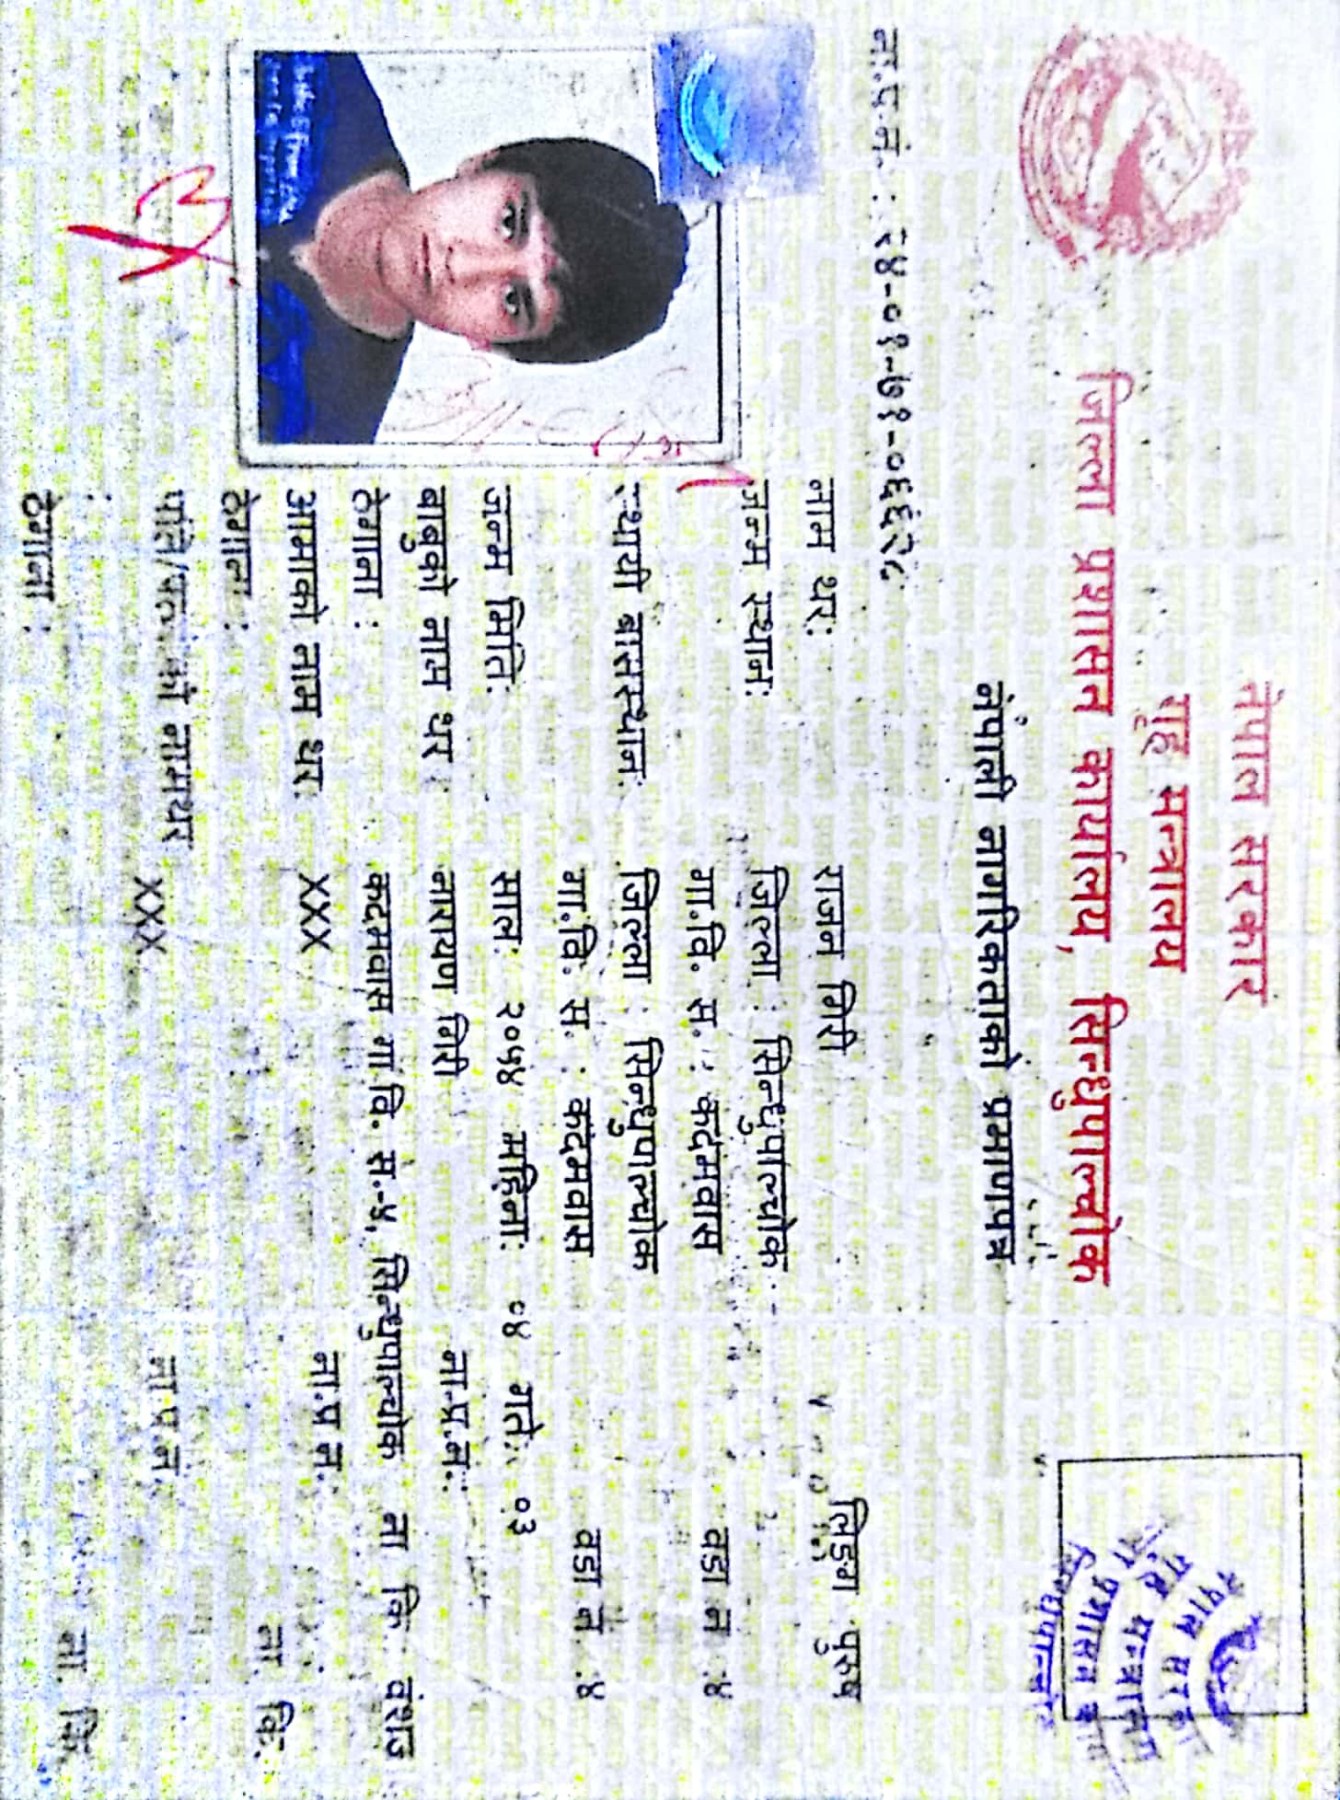 नेपाल सरकार
गृह मन्त्रालय
जिल्ला प्रशासन कार्यालय, सिन्धुपाल्चोक
नेपाल सरकार
गृह मन्त्रालय
प्रशासन
सिन्धुपाल्चोक
नेपाली नागरिकताको प्रमाणपत्र
ना.प्र.नं. : २४-०१-७१-०६६२८
नाम थर: राजन गिरी लिङ्ग पुरुष
जन्म स्थान: जिल्ला : सिन्धुपाल्चोक
गा.वि. स. : कदमवास वडा नं :४
स्थायी बासस्थान: जिल्ला : सिन्धुपाल्चोक
गा.वि. स. : कदमवास वडा नं. :४
जन्म मिति: साल: २०५४ महिना: ०४ गते: ०३
बाबुको नाम थर : नारायण गिरी ना.प्र.नं.:
ठेगाना : कदमवास गा.वि. स.-५, सिन्धुपाल्चोक ना कि वंशज
आमाको नाम थर: XXX ना.प्र नं.:
ठेगाना : ना. कि.
पति/पत्नीको नामथर XXX ना.प्र.नं.
:
ठेगाना : ना. कि.